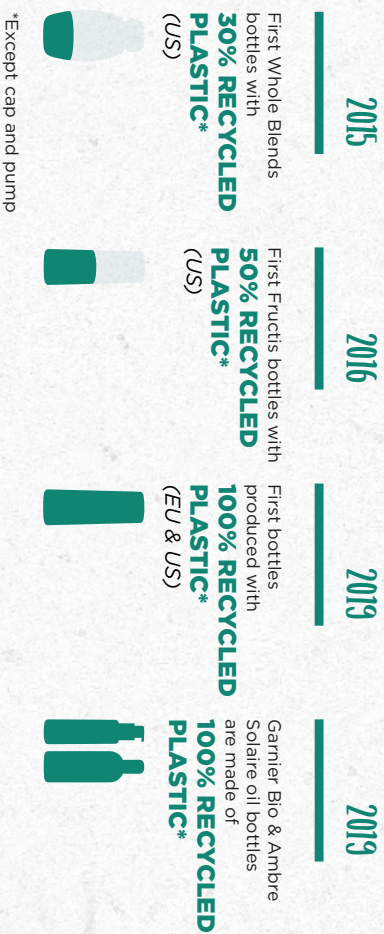 2015
First Whole Blends
bottles with
30% RECYCLED
PLASTIC*
(US)
2016
First Fructis bottles with
50% RECYCLED
PLASTIC*
(US)
2019
First bottles
produced with
100% RECYCLED
PLASTIC*
(EU & US)
2019
Garnier Bio & Ambre
Solaire oil bottles
are made of
100% RECYCLED
PLASTIC*
*Except cap and pump